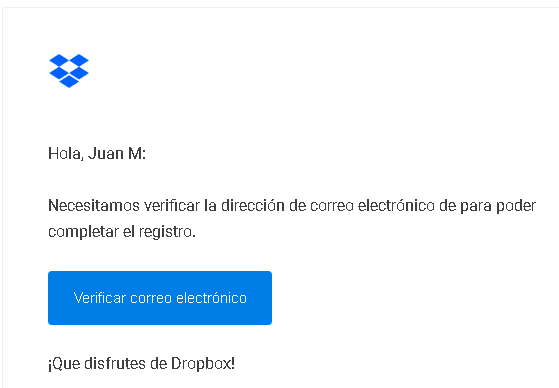 Hola, Juan M:
Necesitamos verificar la dirección de correo electrónico de para poder
completar el registro.
Verificar correo electrónico
¡Que disfrutes de Dropbox!